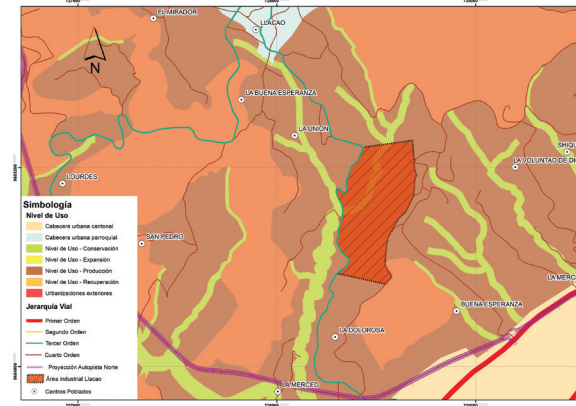 EL MIRADOR
LLACAO
N
LA BUENA ESPERANZA
LA UNION
LOURDES
LA VOLUNTAD DE DI
SHIQU
Simbología
Nivel de Uso
Cabecera urbana cantonal
Cabecera urbana parroquial
Nivel de Uso - Conservación
Nivel de Uso - Expansión
Nivel de Uso - Producción
Nivel de Uso - Recuperación
Urbanizaciones exteriores
Jerarquía Vial
Primer Orden
Segundo Orden
Tercer Orden
Cuarto Orden
Proyección Autopista Norte
Área industrial Llacao
Centros Poblados
SAN PEDRO
LA MERC
BUENA ESPERANZA
LA DOLOROSA
LA MERCED